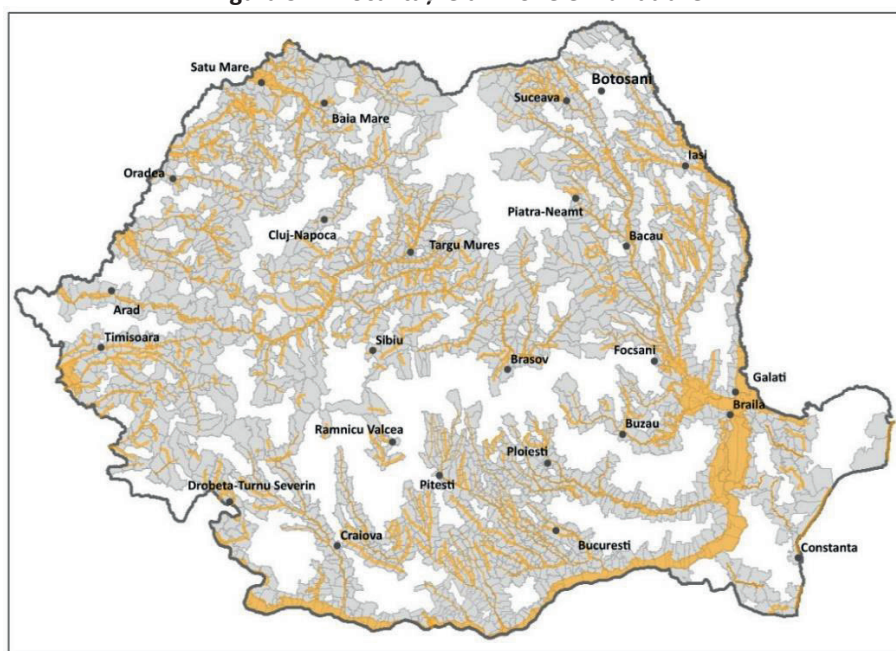 Satu Mare
Botosani
Suceava
Baia Mare
Iasi
Oradea
Piatra-Neamt
Cluj-Napoca
Targu Mures
Bacau
Arad
Timisoara
Sibiu
Focsani
Brasov
Galati
Braila
Ramnicu Valcea
Buzau
Ploiesti
Drobeta-Turnu Severin
Pitesti
Craiova
Bucuresti
Constanta